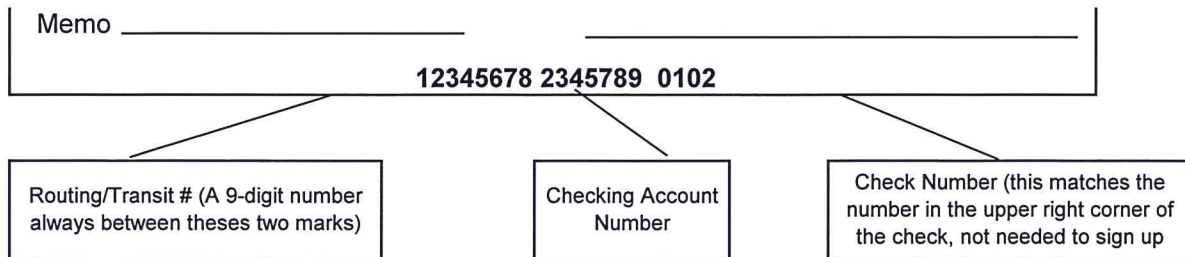 Memo
12345678 2345789 0102
Routing/Transit # (A 9-digit number
always between theses two marks)
Checking Account
Number
Check Number (this matches the
number in the upper right corner of
the check, not needed to sign up